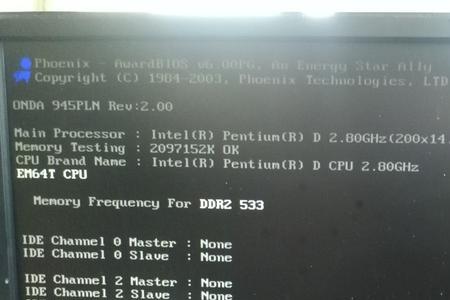 Phoenix - AwardBIOS v6.00PG, An Energy Star Ally
Copyright (C) 1984-2003, Phoenix Technologies, LTD
ONDA 945PLN Rev:2.00
Main Processor : Intel(R) Pentium(R) D 2.80GHz(200x14.
Memory Testing : 2097152K OK
CPU Brand Name : Intel(R) Pentium(R) D CPU 2.80GHz
EM64T CPU
Memory Frequency For DDR2 533
IDE Channel 0 Master : None
IDE Channel 0 Slave : None
IDE Channel 2 Master : None
IDE Channel 2 Slave : None